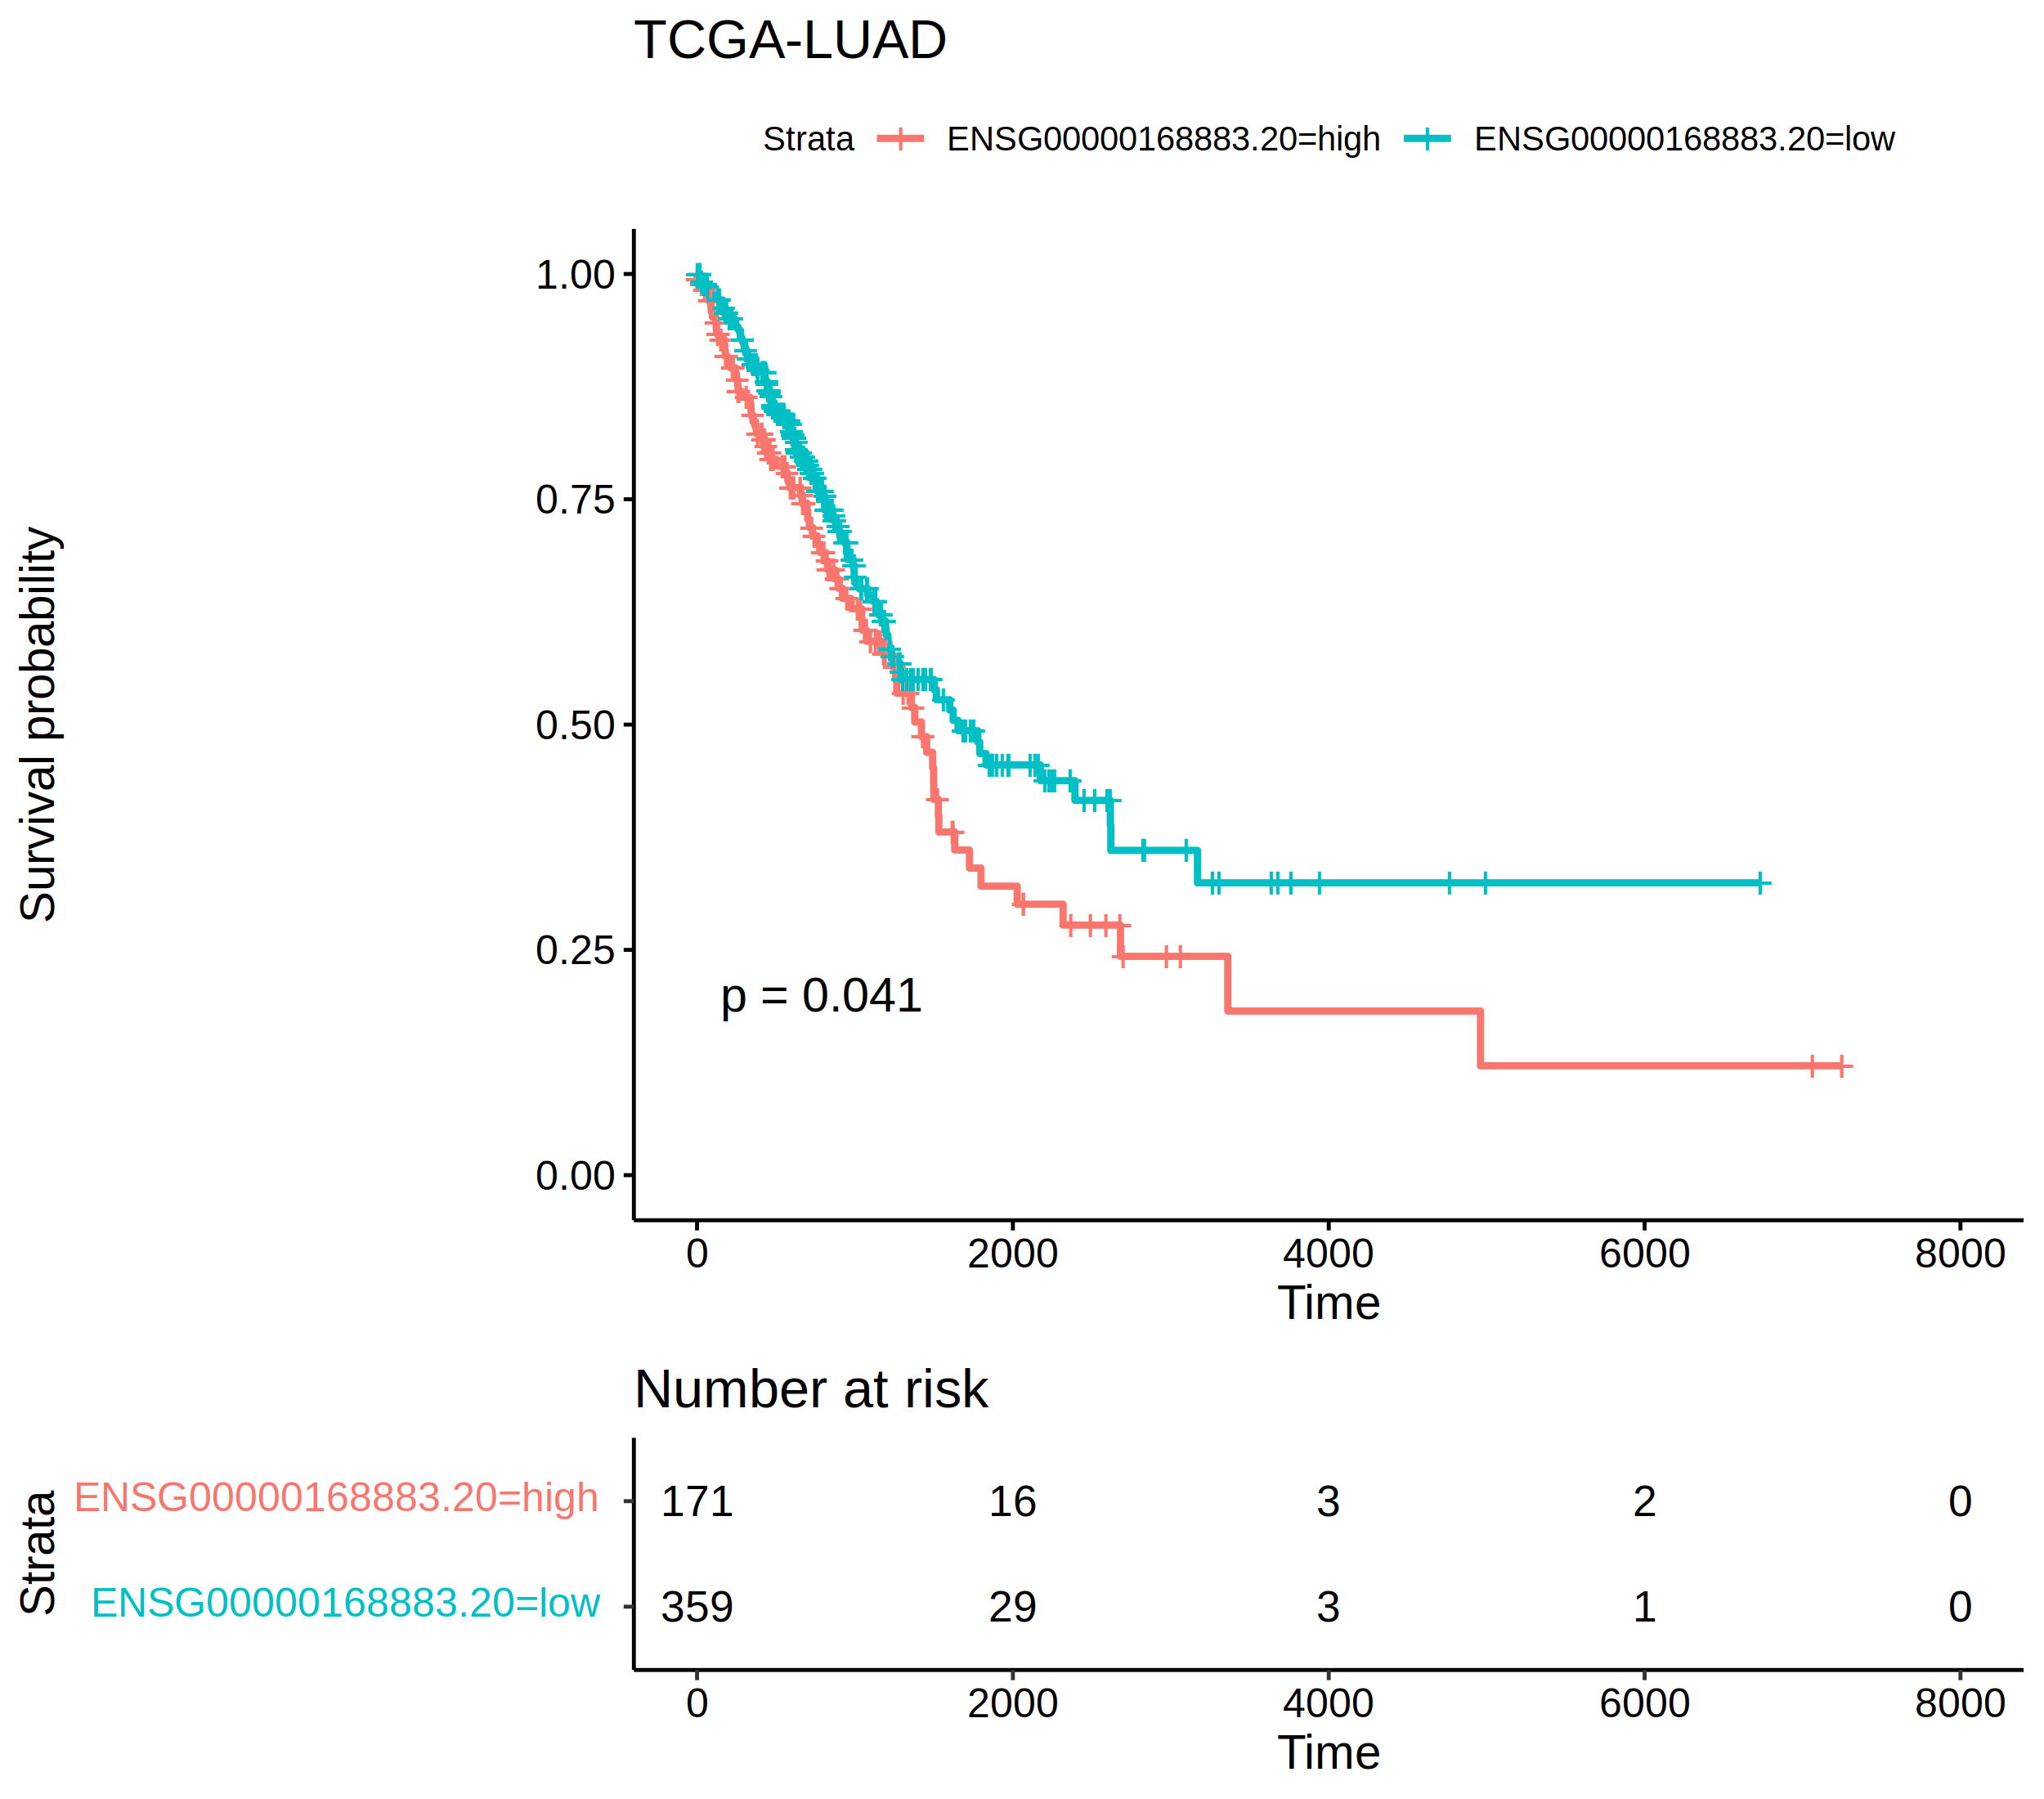 TCGA-LUAD
Strata ENSG00000168883.20=high ENSG00000168883.20=low
Survival probability
1.00
0.75
0.50
0.25
0.00
p = 0.041
0 2000 4000 6000 8000
Time
Number at risk
Strata
ENSG00000168883.20=high 171 16 3 2 0
ENSG00000168883.20=low 359 29 3 1 0
0 2000 4000 6000 8000
Time